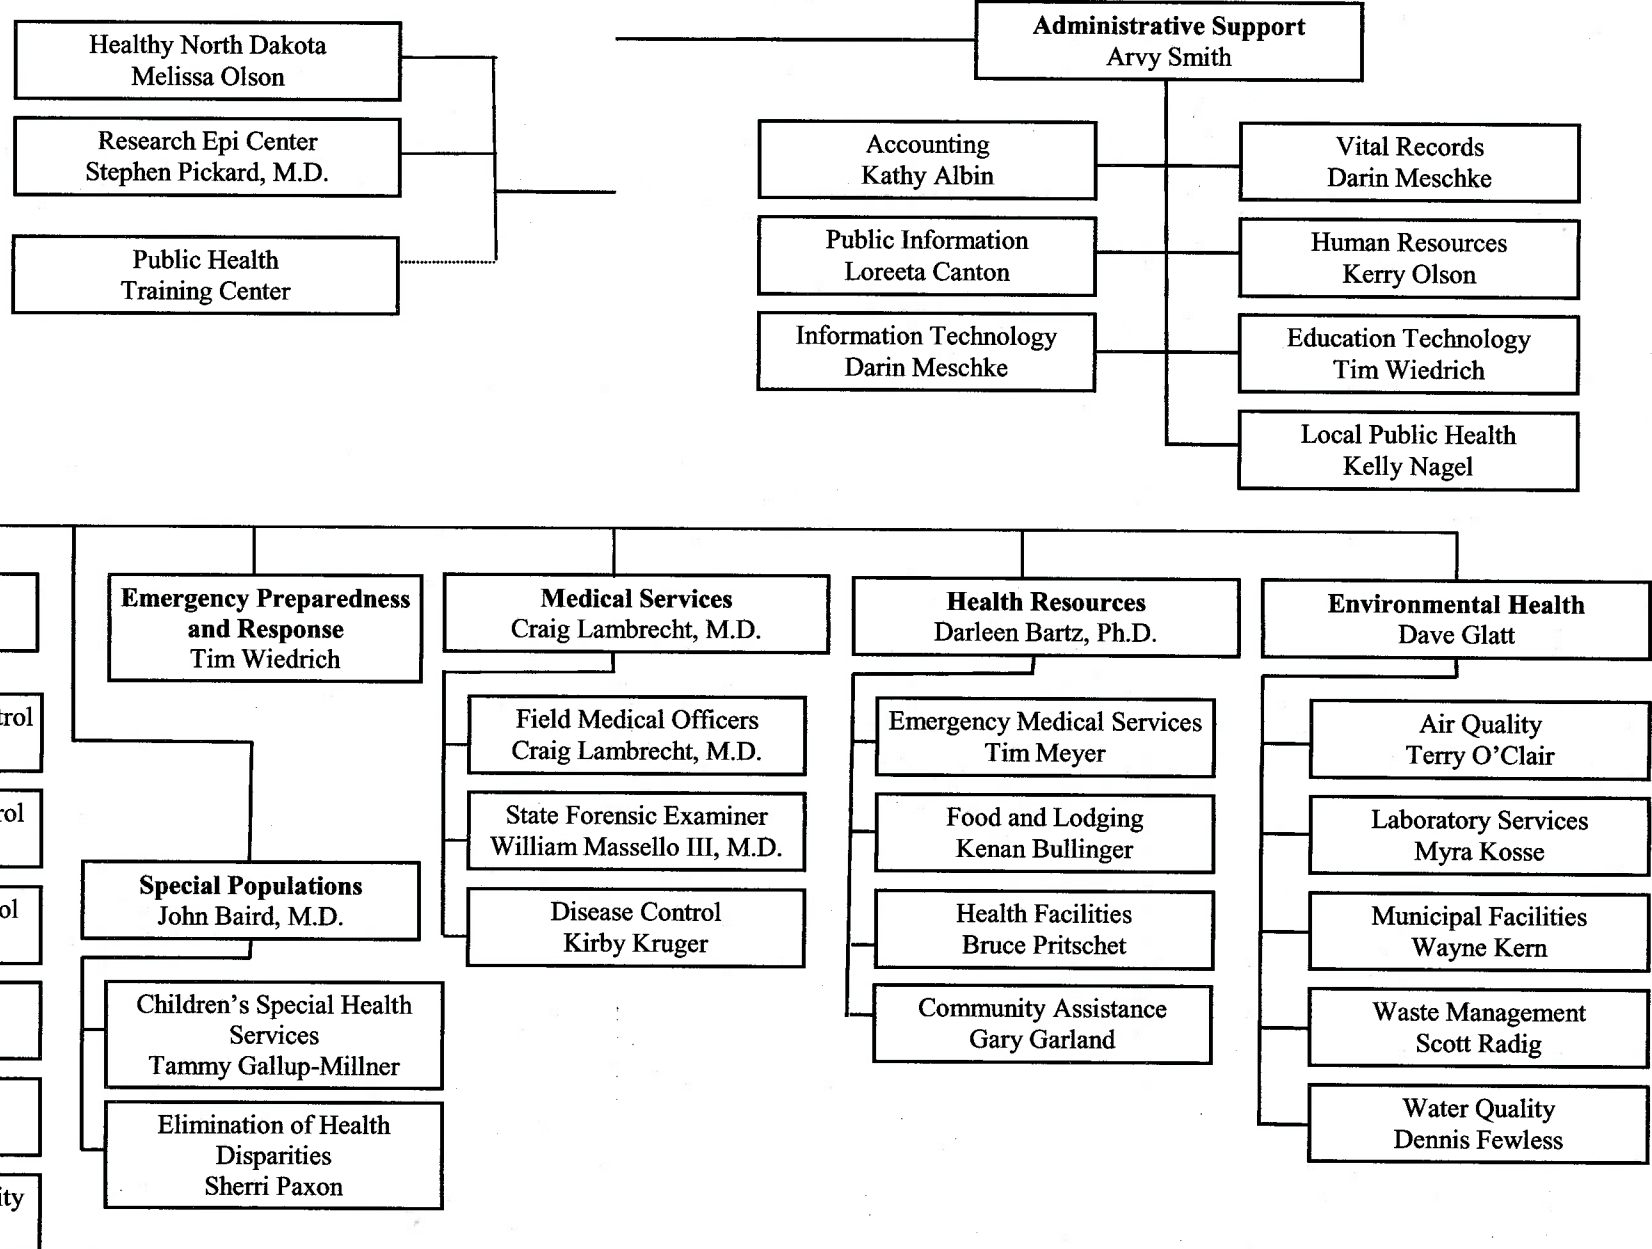 Healthy North Dakota
Melissa Olson
Research Epi Center
Stephen Pickard, M.D.
Public Health
Training Center
Administrative Support
Arvy Smith
Accounting
Kathy Albin
Vital Records
Darin Meschke
Public Information
Loreeta Canton
Human Resources
Kerry Olson
Information Technology
Darin Meschke
Education Technology
Tim Wiedrich
Local Public Health
Kelly Nagel
Emergency Preparedness
and Response
Tim Wiedrich
Medical Services
Craig Lambrecht, M.D.
Health Resources
Darleen Bartz, Ph.D.
Environmental Health
Dave Glatt
trol
rol
ol
ity
Special Populations
John Baird, M.D.
Children's Special Health
Services
Tammy Gallup-Millner
Elimination of Health
Disparities
Sherri Paxon
Field Medical Officers
Craig Lambrecht, M.D.
State Forensic Examiner
William Massello III, M.D.
Disease Control
Kirby Kruger
Emergency Medical Services
Tim Meyer
Food and Lodging
Kenan Bullinger
Health Facilities
Bruce Pritschet
Community Assistance
Gary Garland
Air Quality
Terry O'Clair
Laboratory Services
Myra Kosse
Municipal Facilities
Wayne Kern
Waste Management
Scott Radig
Water Quality
Dennis Fewless